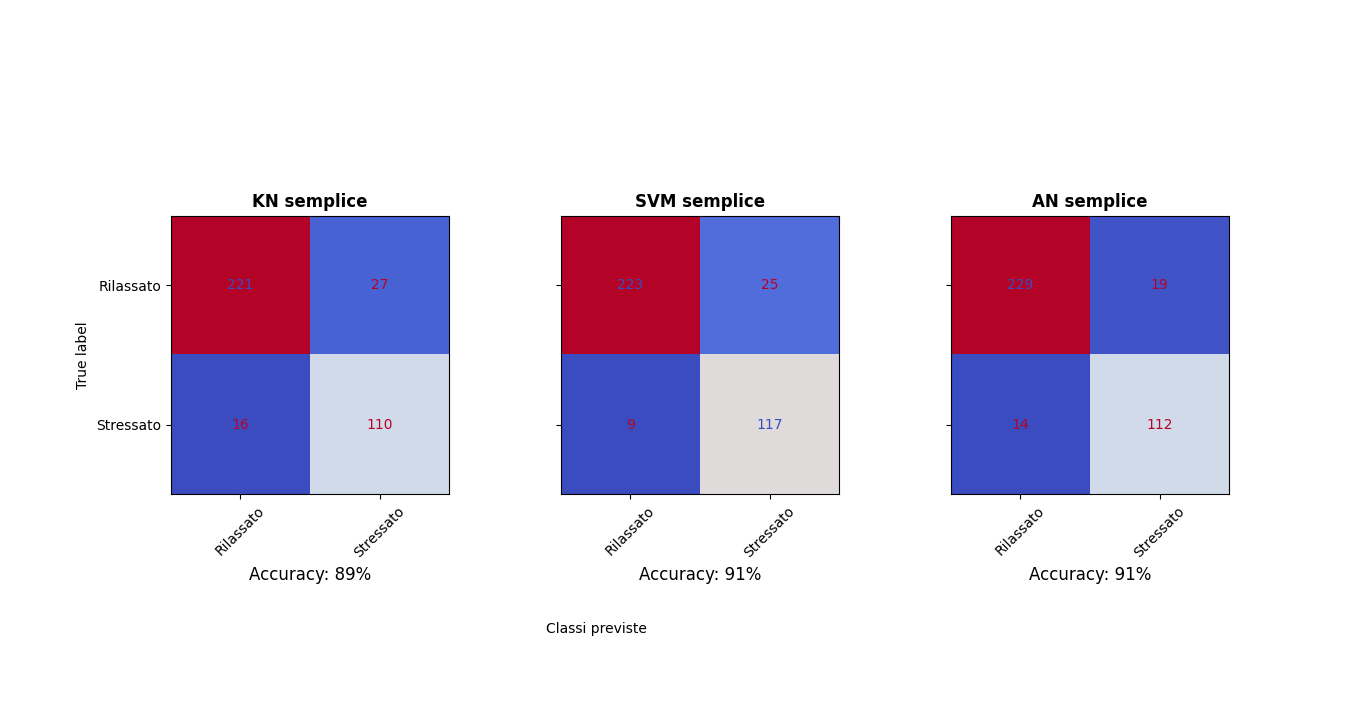 KN semplice
SVM semplice
AN semplice
True label
Rilassato
221
27
223
25
229
19
Stressato
16
110
9
117
14
112
Rilassato
Stressato
Rilassato
Stressato
Rilassato
Stressato
Accuracy: 89%
Accuracy: 91%
Accuracy: 91%
Classi previste